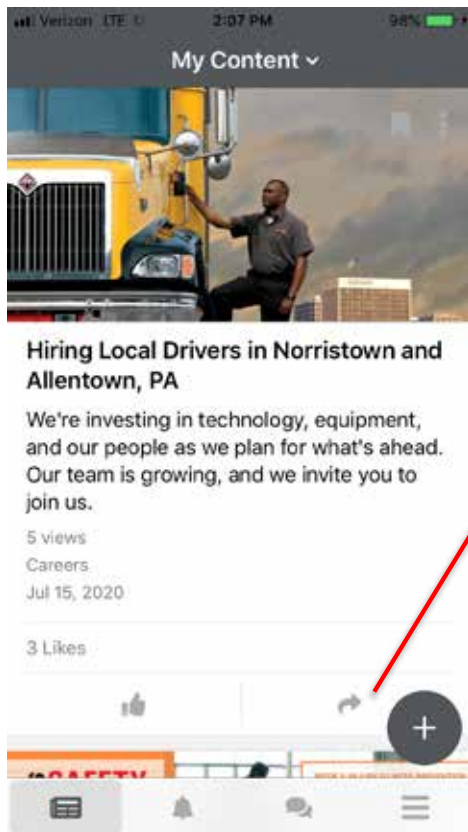 Verizon LTE 2:07 PM 98%
My Content
Hiring Local Drivers in Norristown and
Allentown, PA
We're investing in technology, equipment,
and our people as we plan for what's ahead.
Our team is growing, and we invite you to
join us.
5 views
Careers
Jul 15, 2020
3 Likes
+
SAFETY